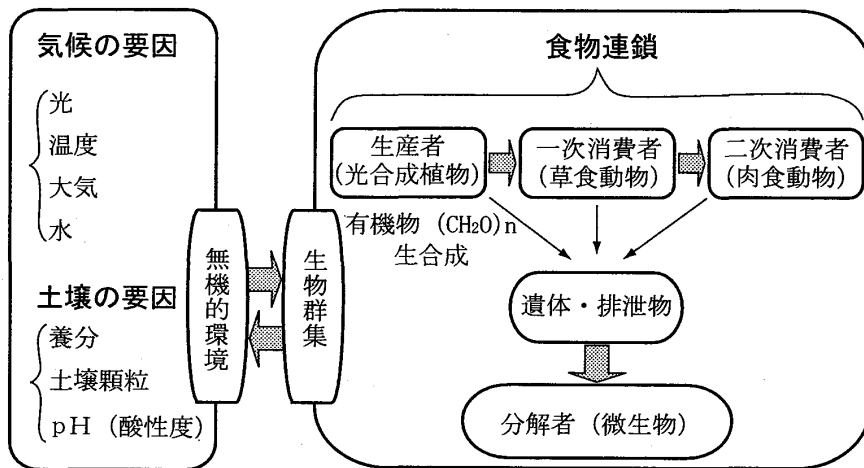 気候の要因
光
温度
大気
水
土壌の要因
養分
土壌顆粒
pH (酸性度)
無機的環境
生物群集
食物連鎖
生産者
(光合成植物)
一次消費者
(草食動物)
二次消費者
(肉食動物)
有機物 (CH₂O)n
生合成
遺体・排泄物
分解者 (微生物)